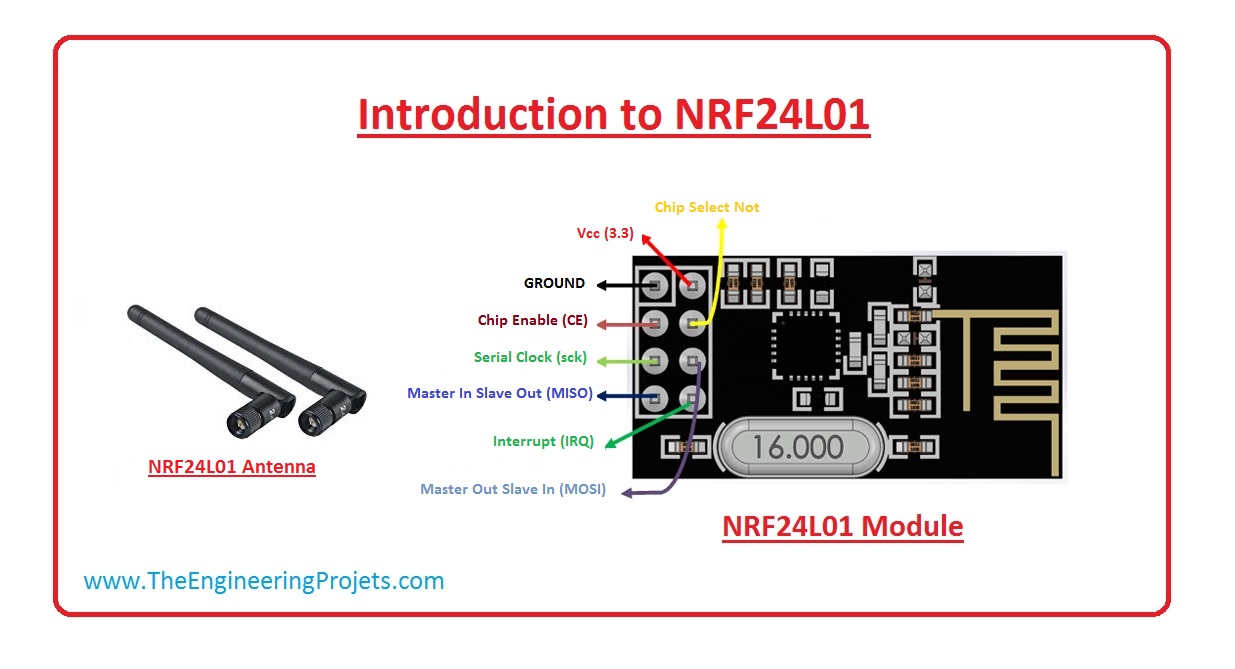 Introduction to NRF24L01
Chip Select Not
Vcc (3.3)
GROUND
Chip Enable (CE)
Serial Clock (sck)
Master In Slave Out (MISO)
Interrupt (IRQ)
Master Out Slave In (MOSI)
16.000
NRF24L01 Antenna
NRF24L01 Module
www.TheEngineeringProjets.com